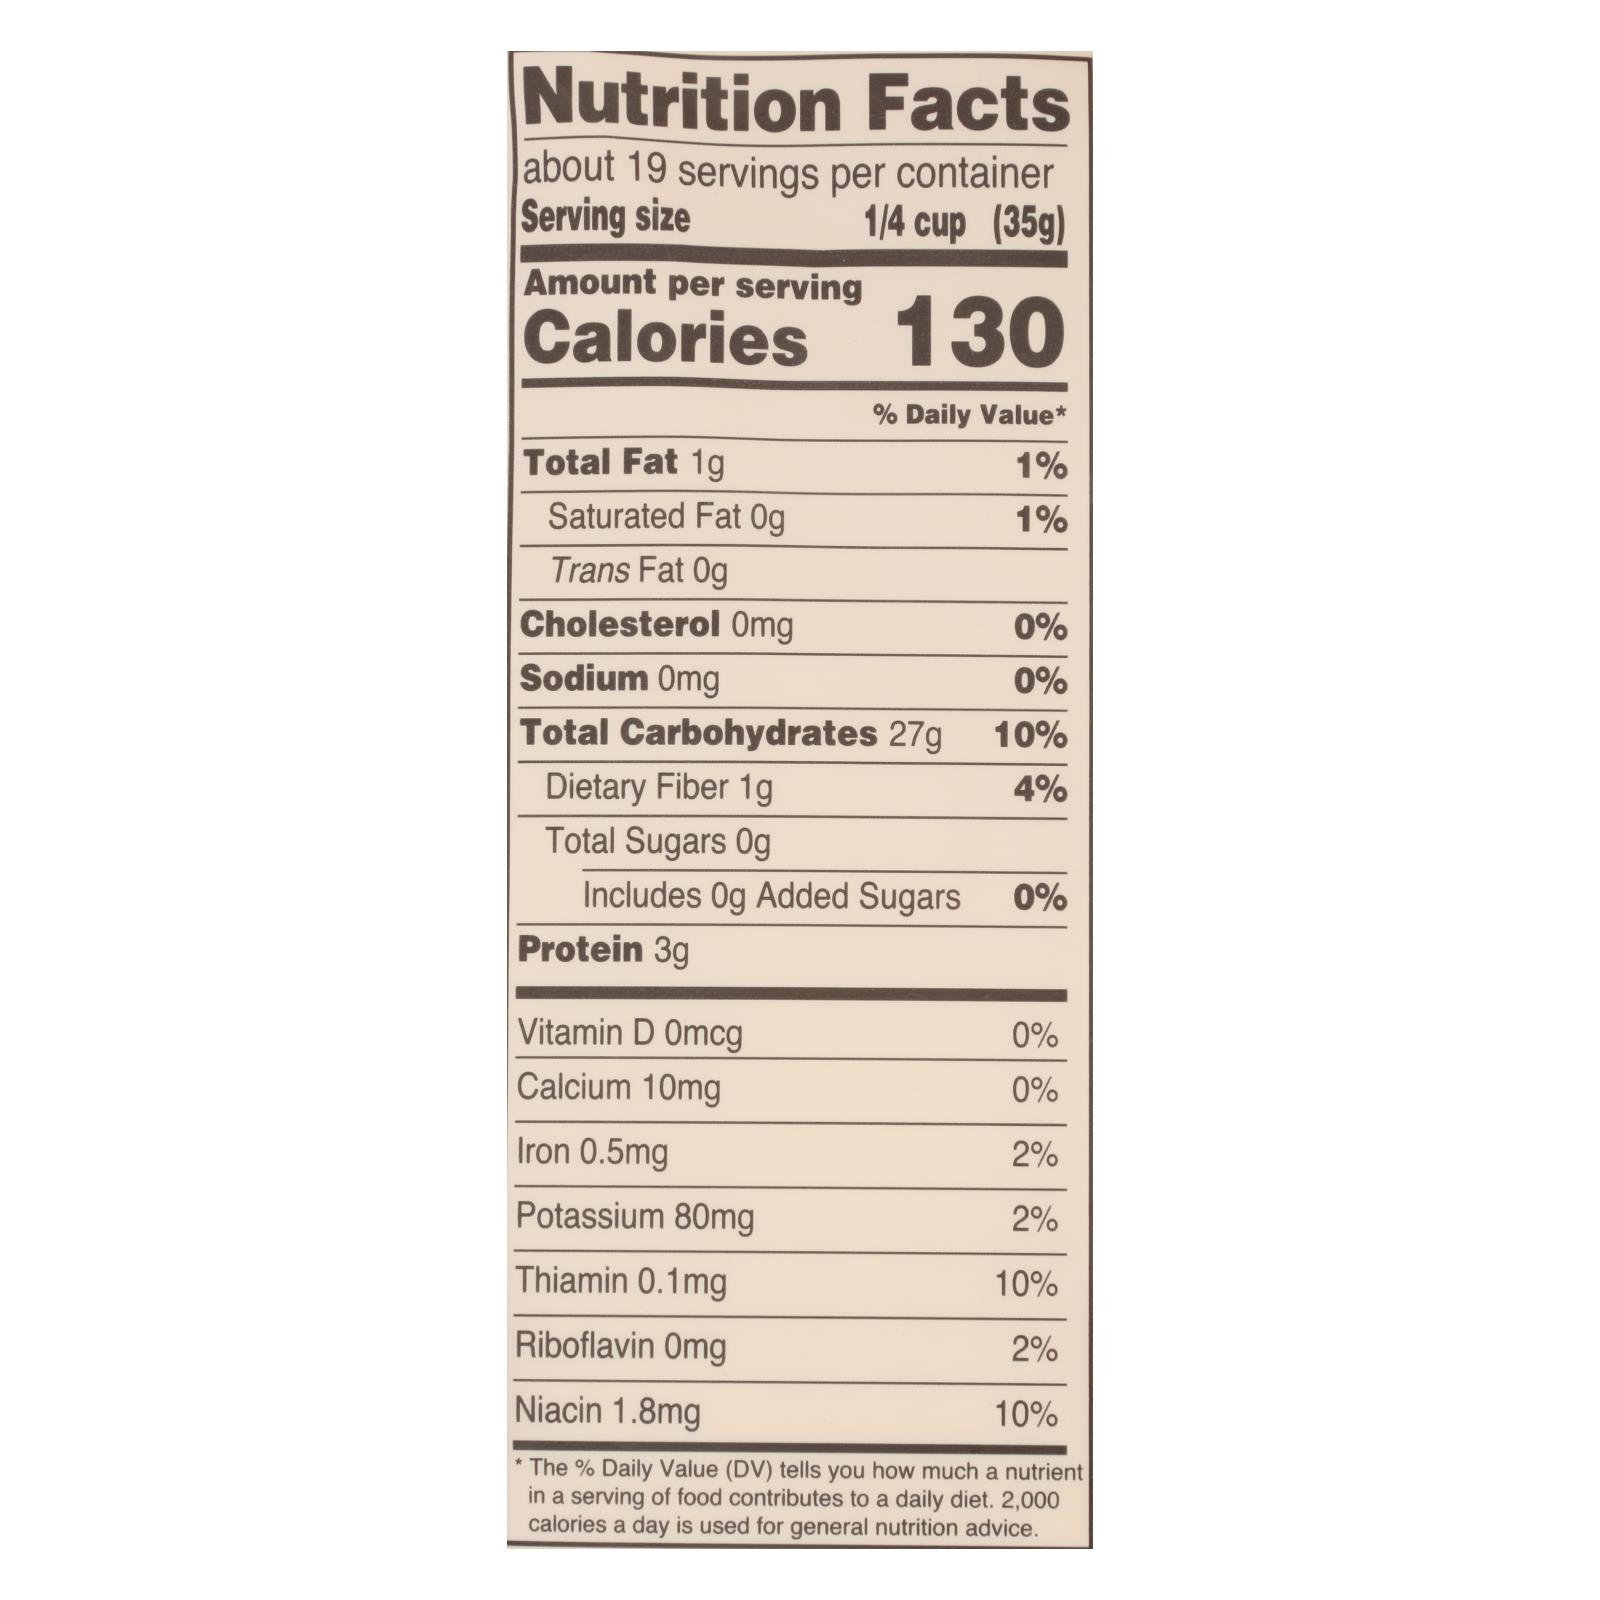 Nutrition Facts
about 19 servings per container
Serving size 1/4 cup (35g)
Amount per serving
Calories 130
% Daily Value*
Total Fat 1g 1%
Saturated Fat 0g 1%
Trans Fat 0g
Cholesterol 0mg 0%
Sodium 0mg 0%
Total Carbohydrates 27g 10%
Dietary Fiber 1g 4%
Total Sugars 0g
Includes 0g Added Sugars 0%
Protein 3g
Vitamin D 0mcg 0%
Calcium 10mg 0%
Iron 0.5mg 2%
Potassium 80mg 2%
Thiamin 0.1mg 10%
Riboflavin 0mg 2%
Niacin 1.8mg 10%
* The % Daily Value (DV) tells you how much a nutrient
in a serving of food contributes to a daily diet. 2,000
calories a day is used for general nutrition advice.